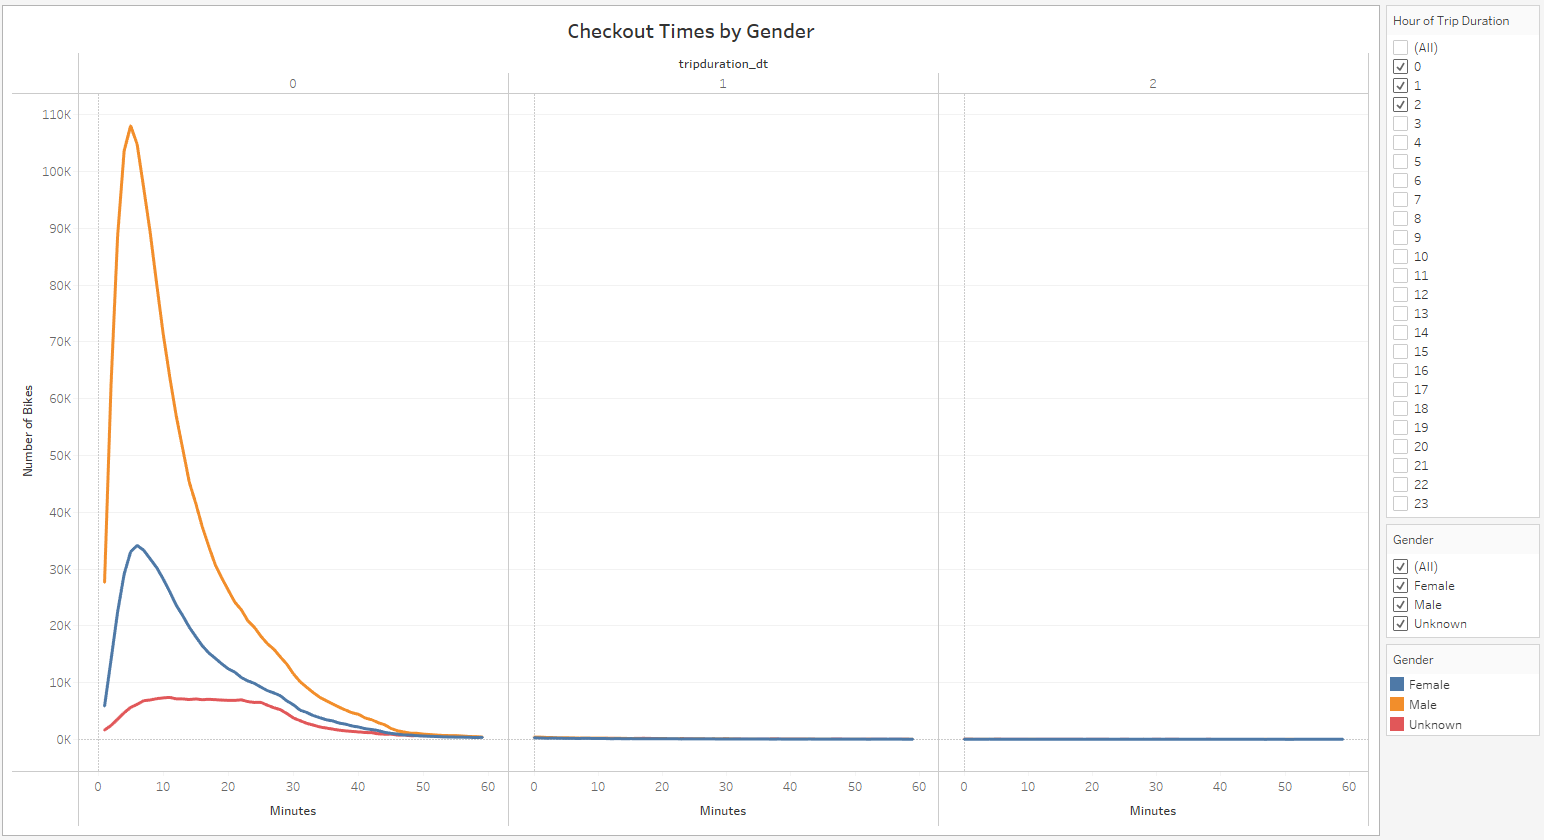 Checkout Times by Gender
tripduration_dt
0 1 2
110K
100K
90K
80K
70K
60K
50K
40K
30K
20K
10K
0K
Number of Bikes
0 10 20 30 40 50 60 0 10 20 30 40 50 60 0 10 20 30 40 50 60
Minutes Minutes Minutes
Hour of Trip Duration
(All)
0
1
2
3
4
5
6
7
8
9
10
11
12
13
14
15
16
17
18
19
20
21
22
23
Gender
(All)
Female
Male
Unknown
Gender
Female
Male
Unknown